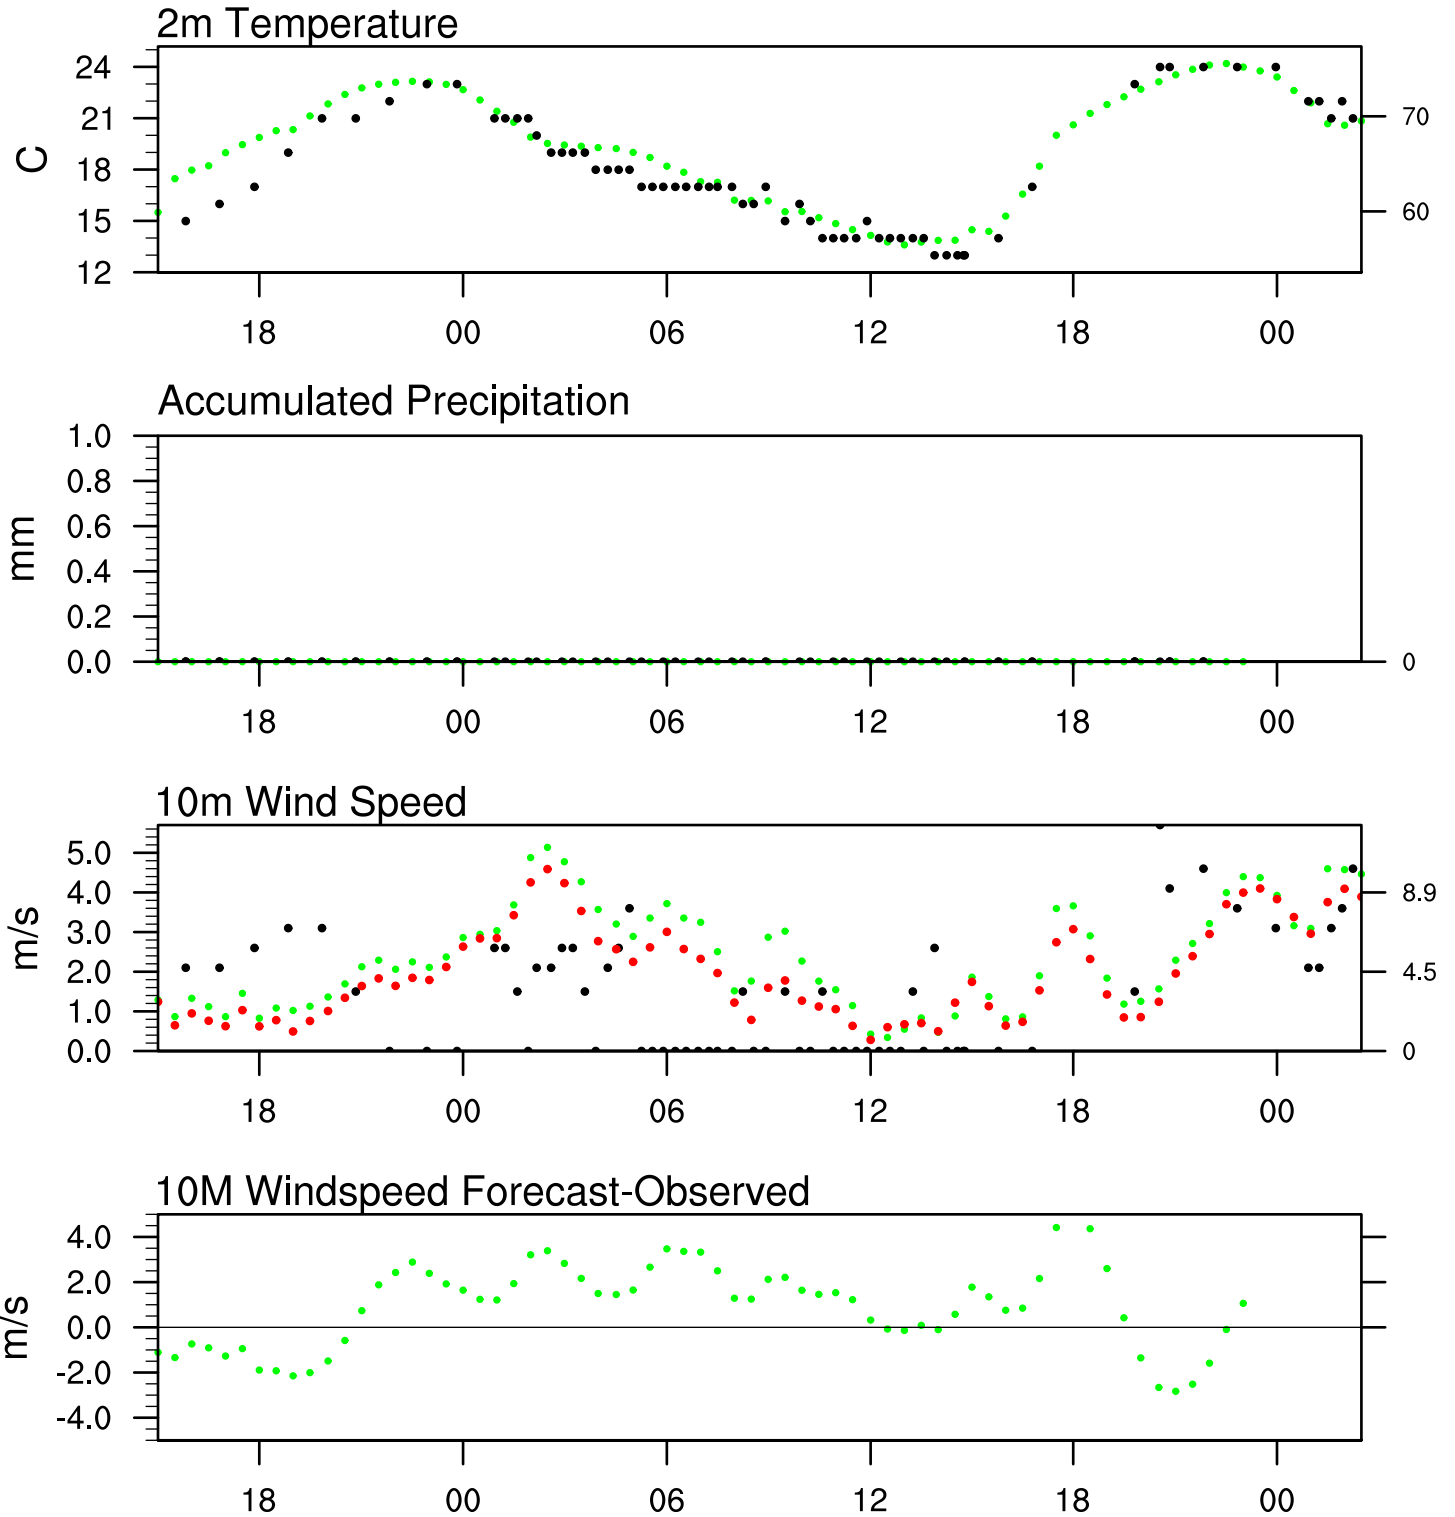 2m Temperature
24
21
18
15
12
C
70
60
18 00 06 12 18 00
Accumulated Precipitation
1.0
0.8
0.6
0.4
0.2
0.0
mm
0
18 00 06 12 18 00
10m Wind Speed
5.0
4.0
3.0
2.0
1.0
0.0
m/s
8.9
4.5
0
18 00 06 12 18 00
10M Windspeed Forecast-Observed
4.0
2.0
0.0
-2.0
-4.0
m/s
18 00 06 12 18 00